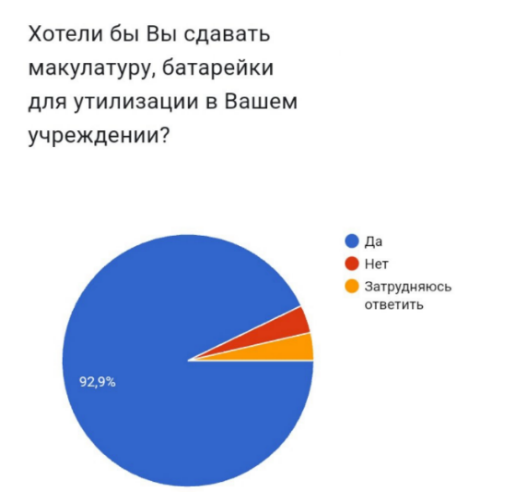 Хотели бы Вы сдавать
макулатуру, батарейки
для утилизации в Вашем
учреждении?
Да
Нет
Затрудняюсь
ответить
92,9%